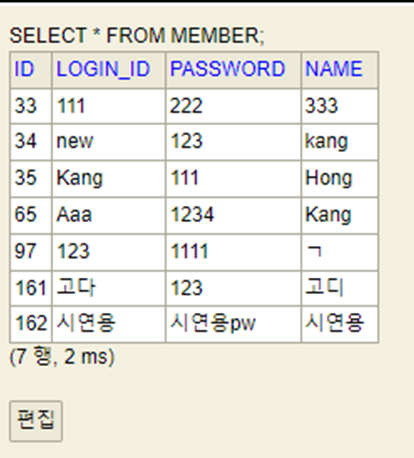 SELECT * FROM MEMBER;
ID LOGIN_ID PASSWORD NAME
33 111 222 333
34 new 123 kang
35 Kang 111 Hong
65 Aaa 1234 Kang
97 123 1111 ㄱ
161 고다 123 고디
162 시연용 시연용pw 시연용
(7 행, 2 ms)
편집